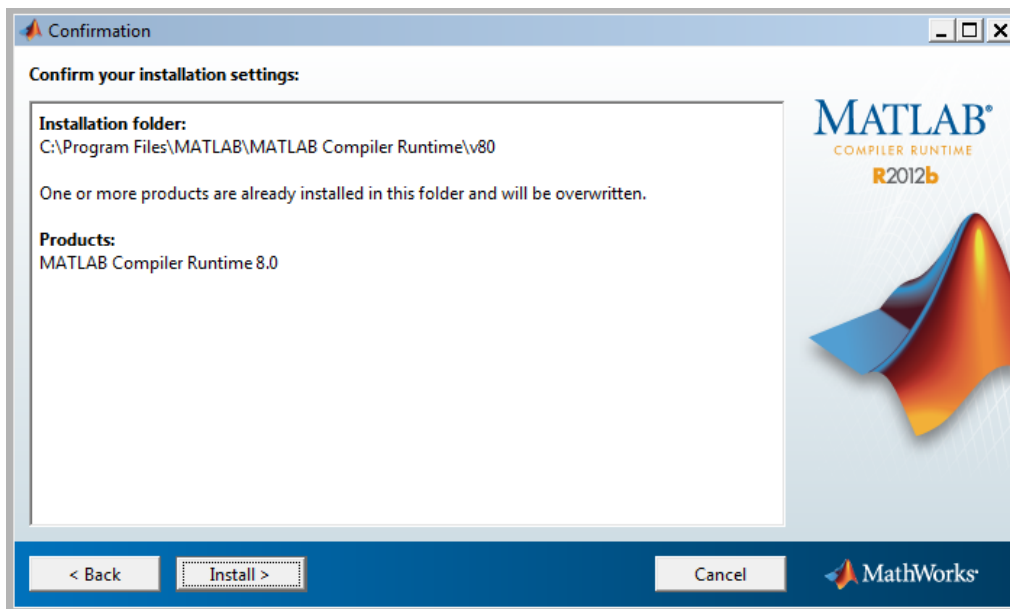 Confirmation
Confirm your installation settings:
Installation folder:
C:\Program Files\MATLAB\MATLAB Compiler Runtime\v80
One or more products are already installed in this folder and will be overwritten.
Products:
MATLAB Compiler Runtime 8.0
MATLAB®
COMPILER RUNTIME
R2012b
< Back
Install >
Cancel
MathWorks